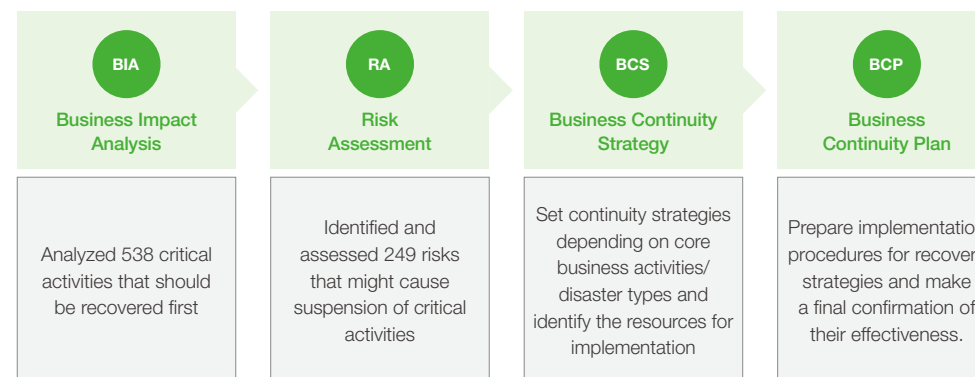 BIA
Business Impact
Analysis
Analyzed 538 critical
activities that should
be recovered first
RA
Risk
Assessment
Identified and
assessed 249 risks
that might cause
suspension of critical
activities
BCS
Business Continuity
Strategy
Set continuity strategies
depending on core
business activities/
disaster types and
identify the resources for
implementation
BCP
Business
Continuity Plan
Prepare implementatio
procedures for recover
strategies and make
a final confirmation of
their effectiveness.